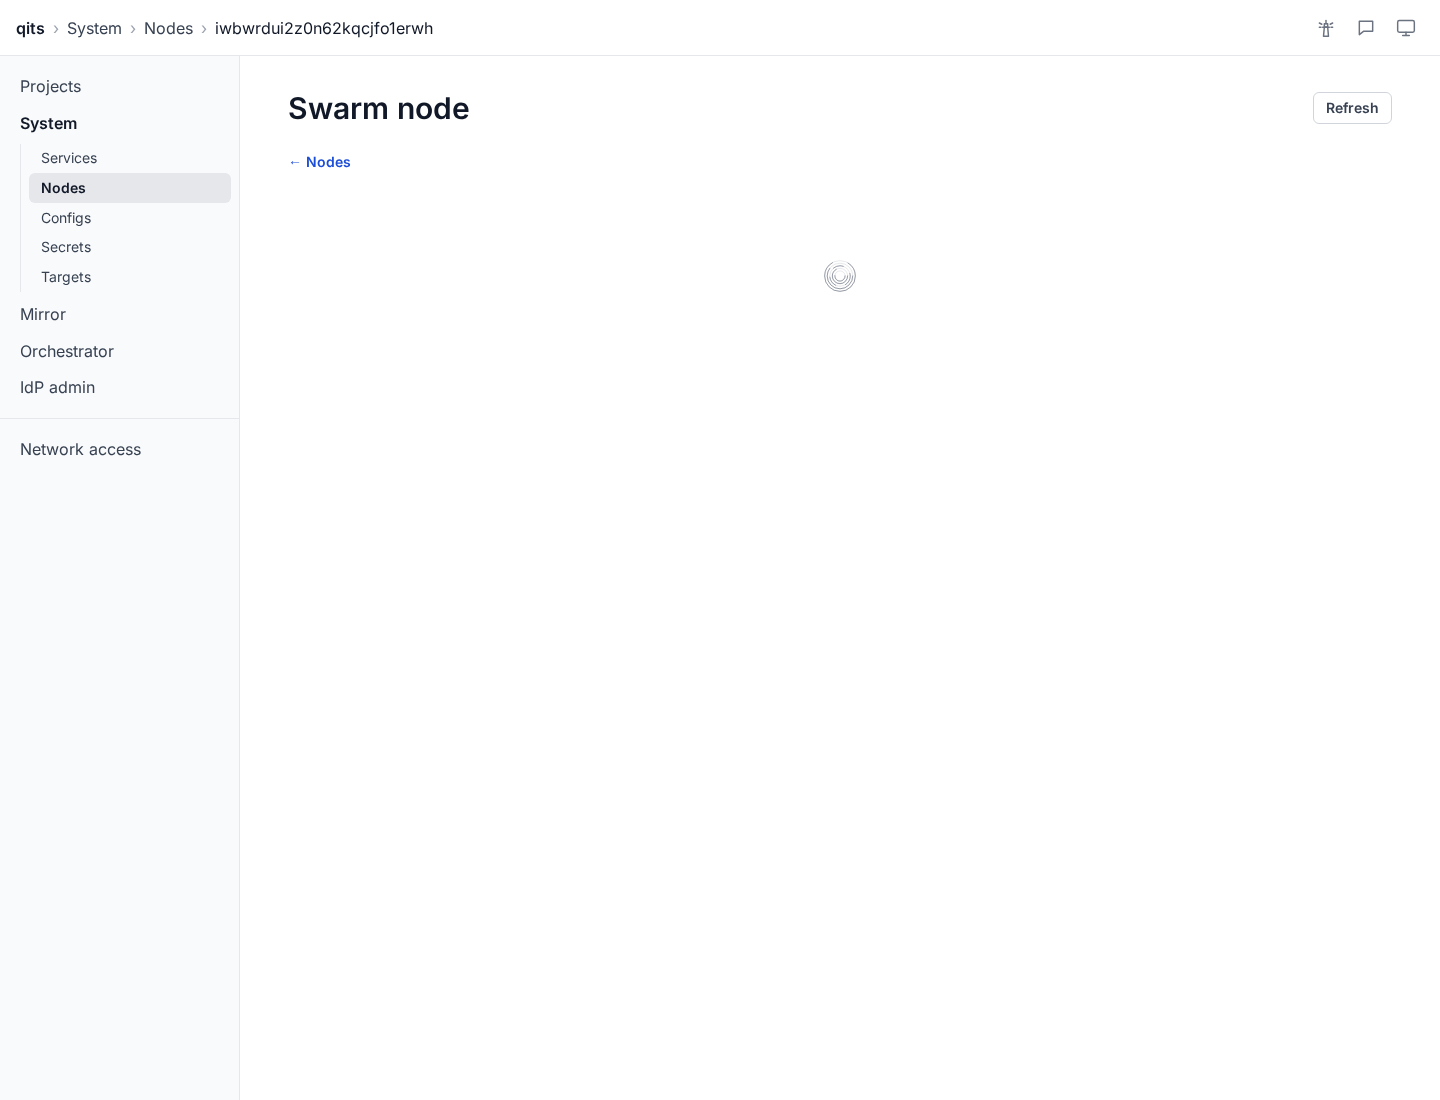 qits › System › Nodes › iwbwrdui2z0n62kqcjfo1erwh
Projects
System
Services
Nodes
Configs
Secrets
Targets
Mirror
Orchestrator
IdP admin
Network access
Swarm node
Refresh
← Nodes